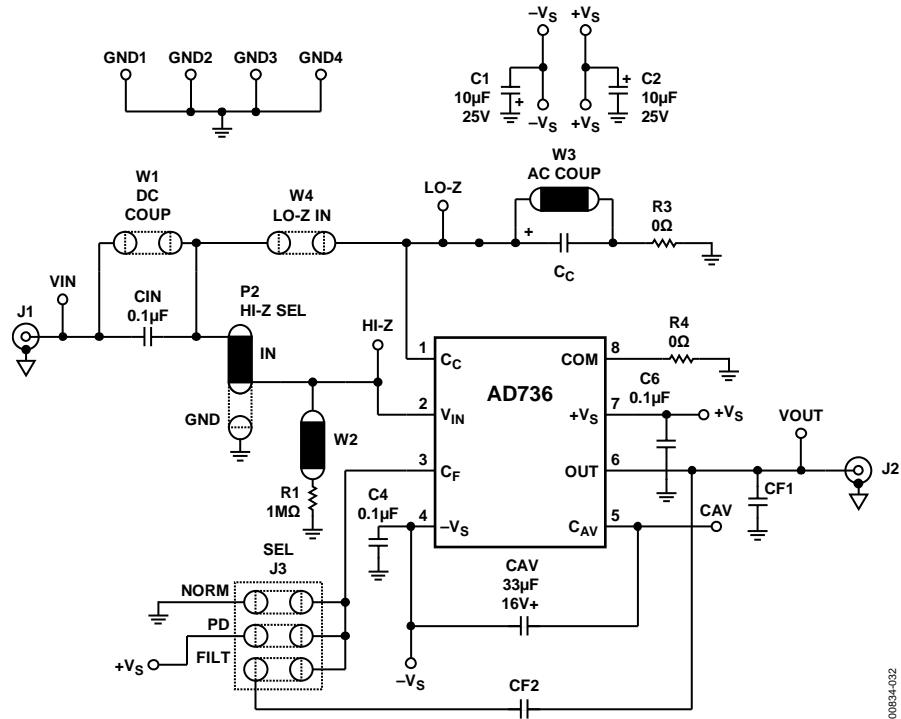 –VS +VS
GND1 GND2 GND3 GND4
C1
10µF
25V
+
+
C2
10µF
25V
–VS +VS
W1
DC
COUP
W4
LO-Z IN
LO-Z
W3
AC COUP
+
CC
R3
0Ω
J1
VIN
CIN
0.1µF
P2
HI-Z SEL
IN
GND
HI-Z
W2
R1
1MΩ
1
CC
2
VIN
3
CF
4
–VS
AD736
8
COM
7
+VS
6
OUT
5
CAV
R4
0Ω
C6
0.1µF
+VS
VOUT
J2
CF1
CAV
C4
0.1µF
CAV
33µF
16V+
SEL
J3
NORM
PD
FILT
+VS
–VS
CF2
00834-032